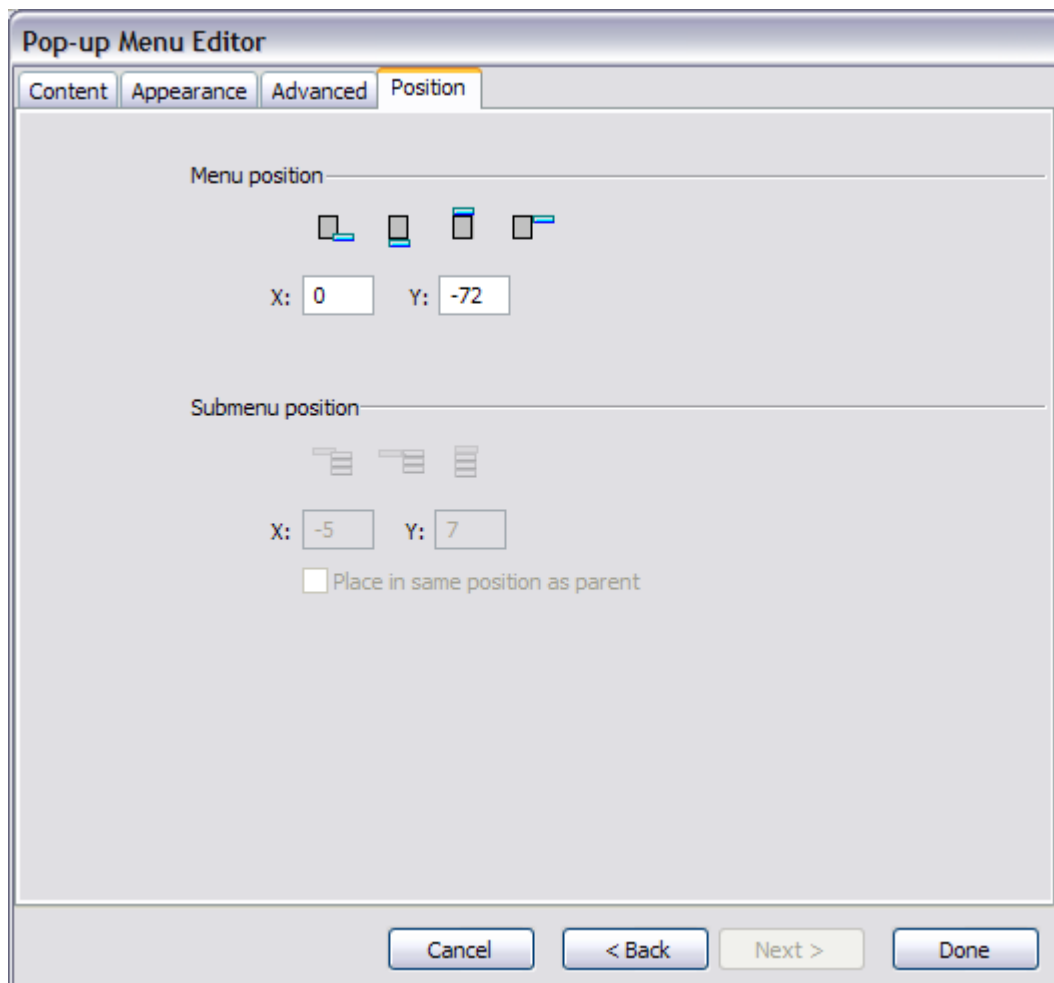 Pop-up Menu Editor
Content Appearance Advanced Position
Menu position
X: 0 Y: -72
Submenu position
X: -5 Y: 7
Place in same position as parent
Cancel < Back Next > Done